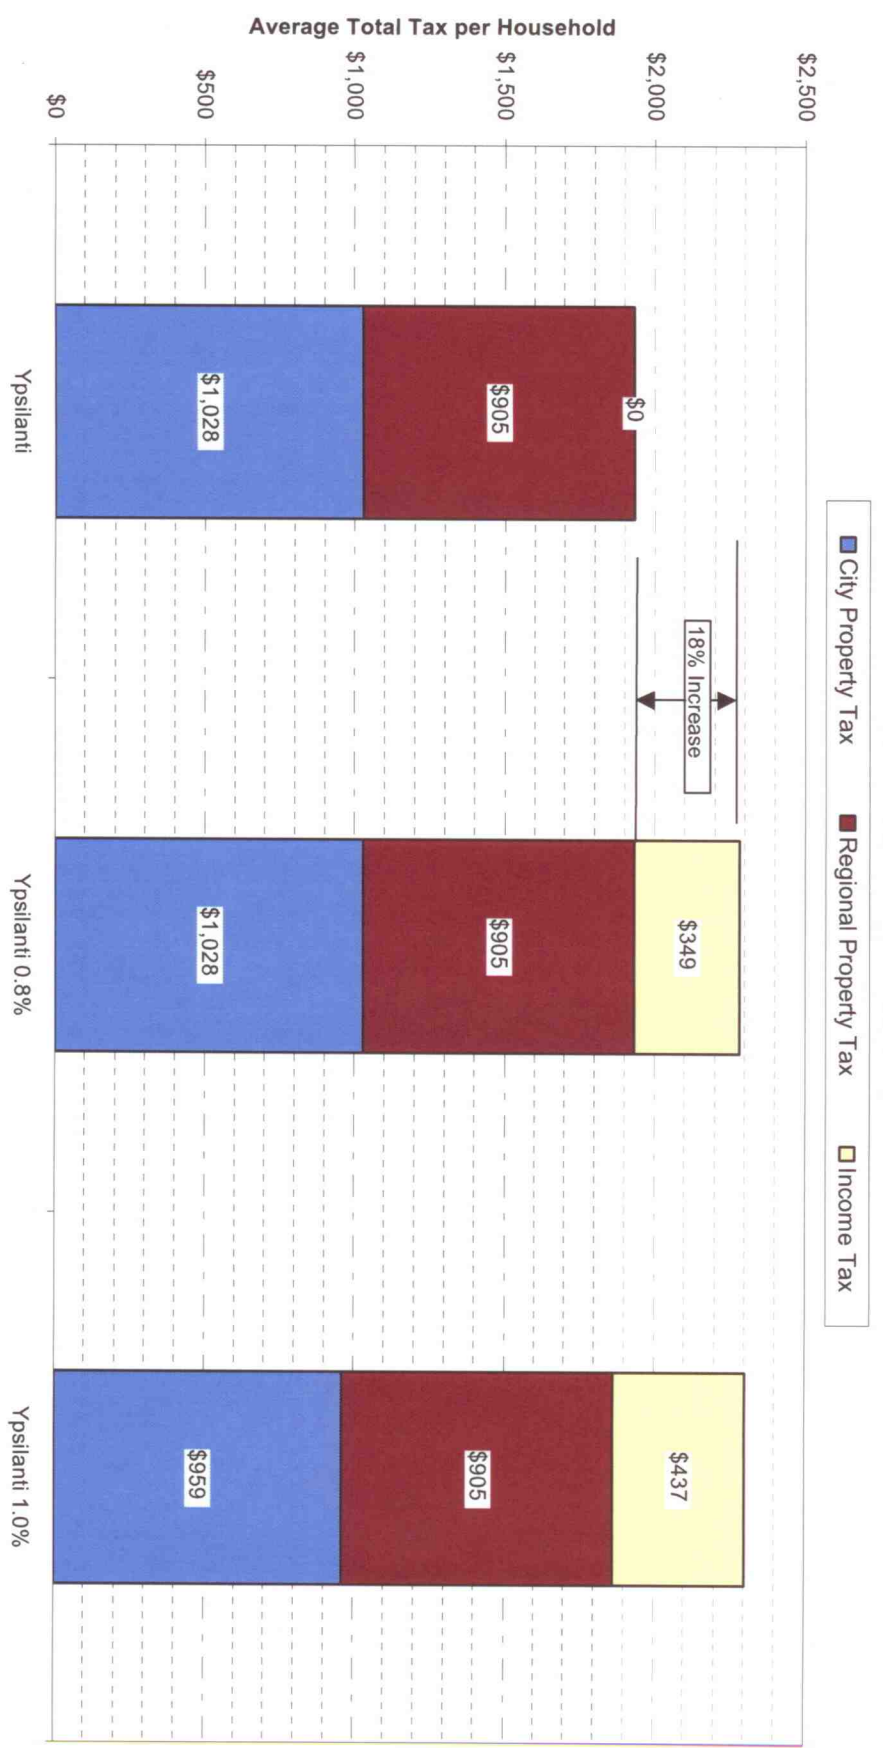 City Property Tax
Regional Property Tax
Income Tax
Average Total Tax per Household
$2,500
$2,000
$1,500
$1,000
$500
$0
18% Increase
$0
$905
$1,028
$349
$905
$1,028
$437
$905
$959
Ypsilanti
Ypsilanti 0.8%
Ypsilanti 1.0%